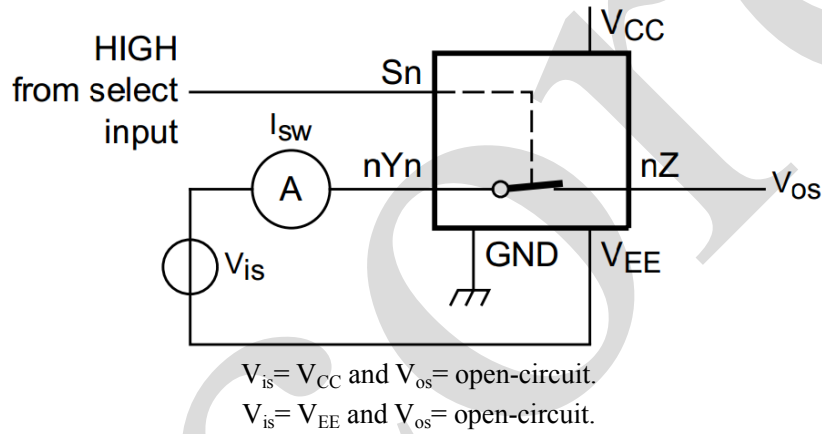 VCC
HIGH
from select
input
Sn
ISW
nYn
nZ
A
Vos
Vis
GND
VEE
Vis= VCC and Vos= open-circuit.
Vis= VEE and Vos= open-circuit.